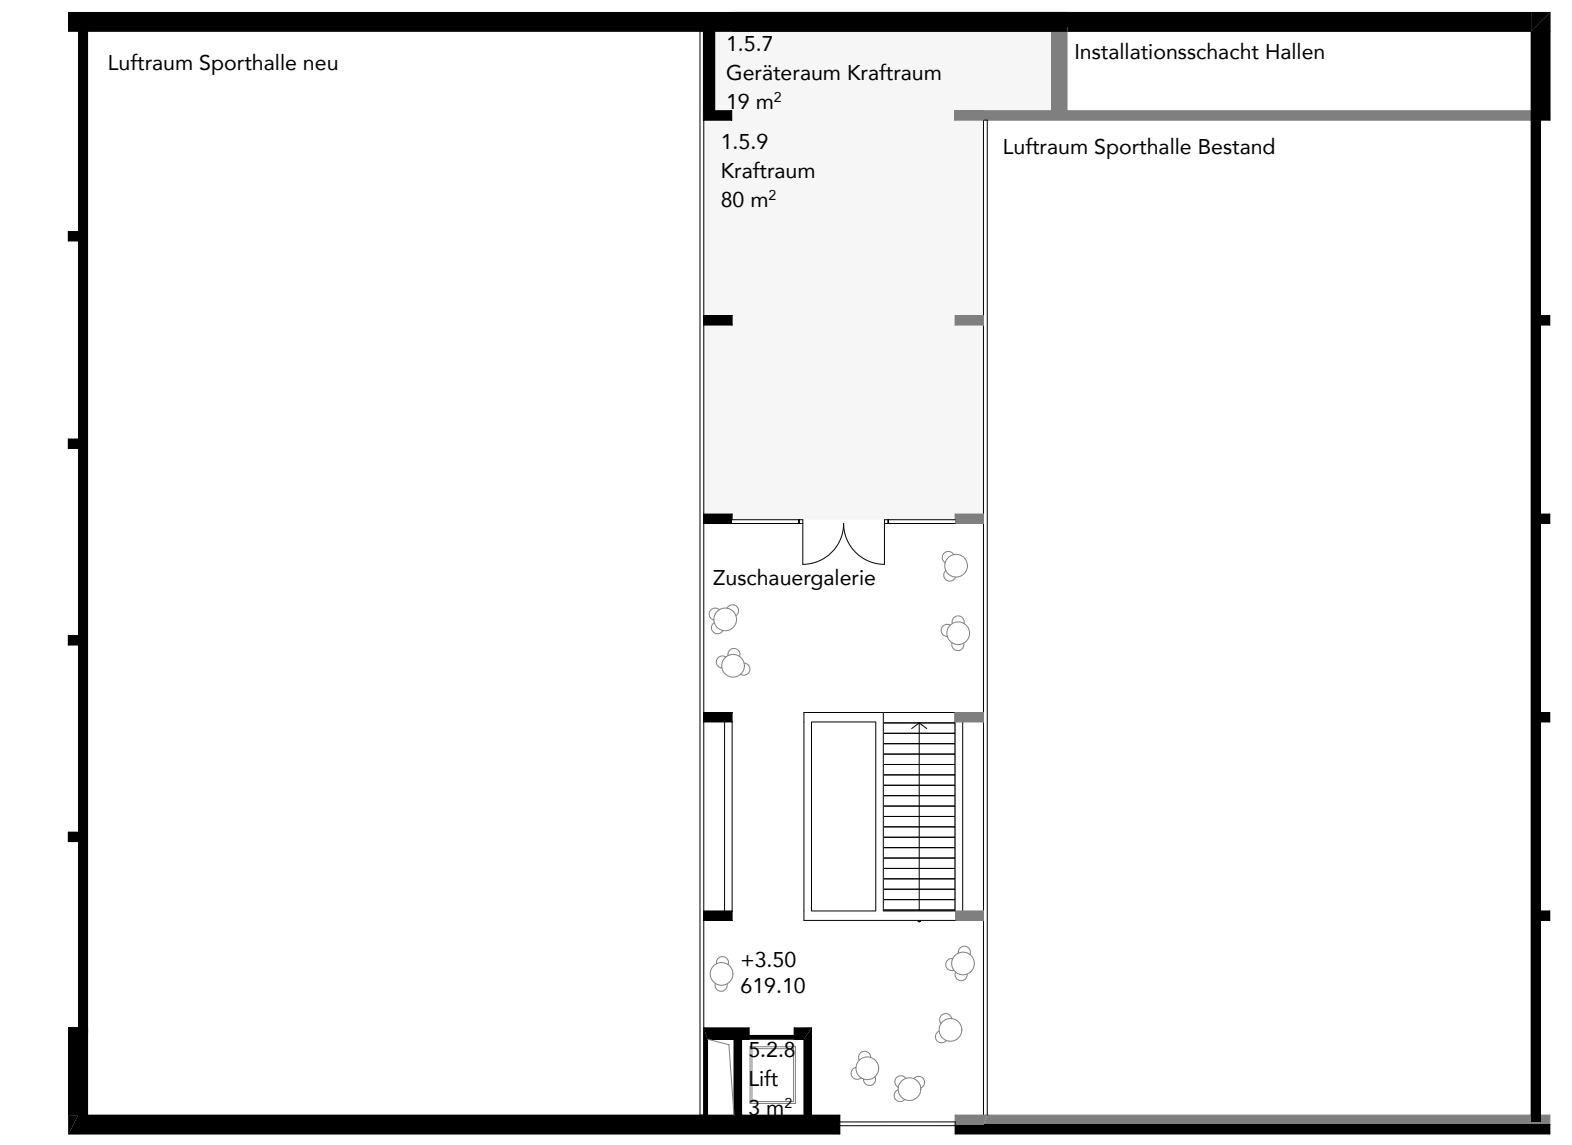 Luftraum Sporthalle neu
1.5.7
Geräteraum Kraftraum
19 m²
Installationsschacht Hallen
1.5.9
Kraftraum
80 m²
Luftraum Sporthalle Bestand
Zuschauergalerie
+3.50
619.10
5.2.8
Lift
3 m²